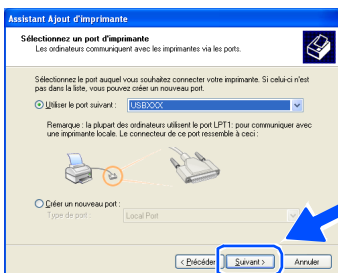 Assistant Ajout d'imprimante
Sélectionnez un port d'imprimante
Les ordinateurs communiquent avec les imprimantes via les ports.
Sélectionnez le port auquel vous souhaitez connecter votre imprimante. Si celui-ci n'est
pas dans la liste, vous pouvez créer un nouveau port.
Utiliser le port suivant :
USBXXX
Remarque : la plupart des ordinateurs utilisent le port LPT1: pour communiquer avec
une imprimante locale. Le connecteur de ce port ressemble à ceci :
Créer un nouveau port :
Type de port :
Local Port
< Précédent
Suivant >
Annuler